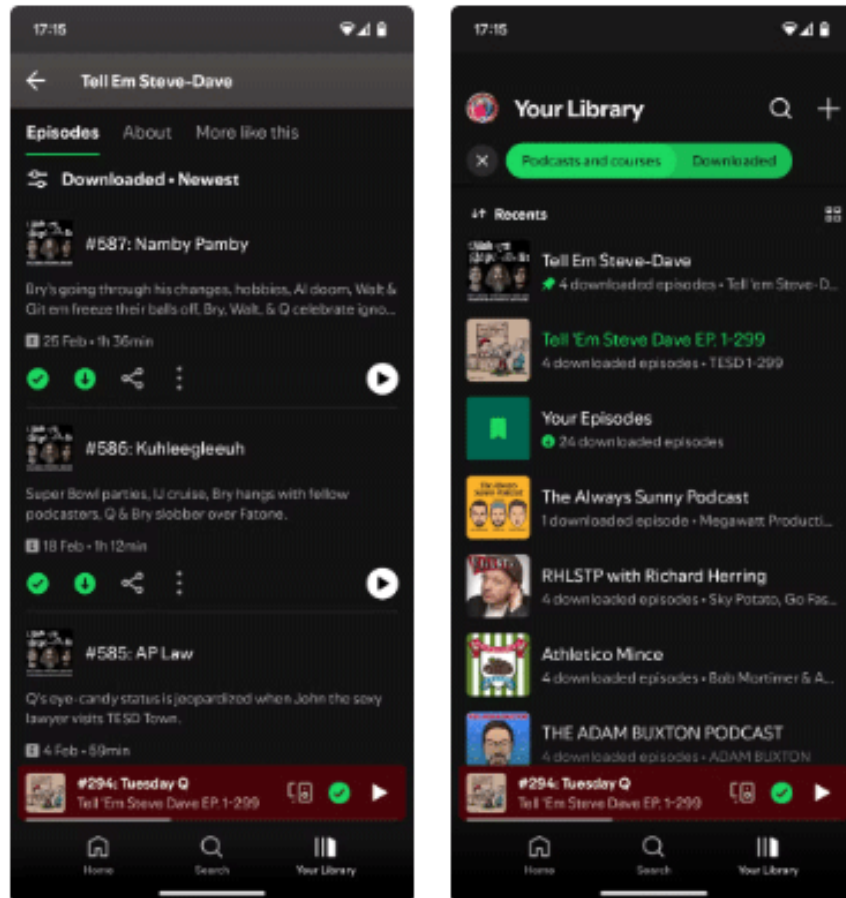 17:15
Tell Em Steve-Dave
Episodes About More like this
Downloaded • Newest
#587: Namby Pamby
Bry's going through his changes, hobbies, AI doom, Walt &
Git em freeze their balls off, Bry, Walt, & Q celebrate igno...
E 25 Feb • 1h 36min
#586: Kuhleegleeuh
Super Bowl parties, IJ cruise, Bry hangs with fellow
podcasters, Q & Bry slobber over Fatone.
E 18 Feb • 1h 12min
#585: AP Law
Q's eye-candy status is jeopardized when John the sexy
lawyer visits TESD Town.
E 4 Feb • 59min
#294: Tuesday Q
Tell 'Em Steve Dave EP. 1-299
Home Search Your Library
17:15
Your Library
Podcasts and courses Downloaded
Recents
Tell Em Steve-Dave
4 downloaded episodes • Tell 'em Steve-D...
Tell 'Em Steve Dave EP. 1-299
4 downloaded episodes • TESD 1-299
Your Episodes
24 downloaded episodes
The Always Sunny Podcast
1 downloaded episode • Megawatt Producti...
RHLSTP with Richard Herring
4 downloaded episodes • Sky Potato, Go Fas...
Athletico Mince
4 downloaded episodes • Bob Mortimer & A...
THE ADAM BUXTON PODCAST
4 downloaded episodes • ADAM BUXTON
#294: Tuesday Q
Tell 'Em Steve Dave EP. 1-299
Home Search Your Library